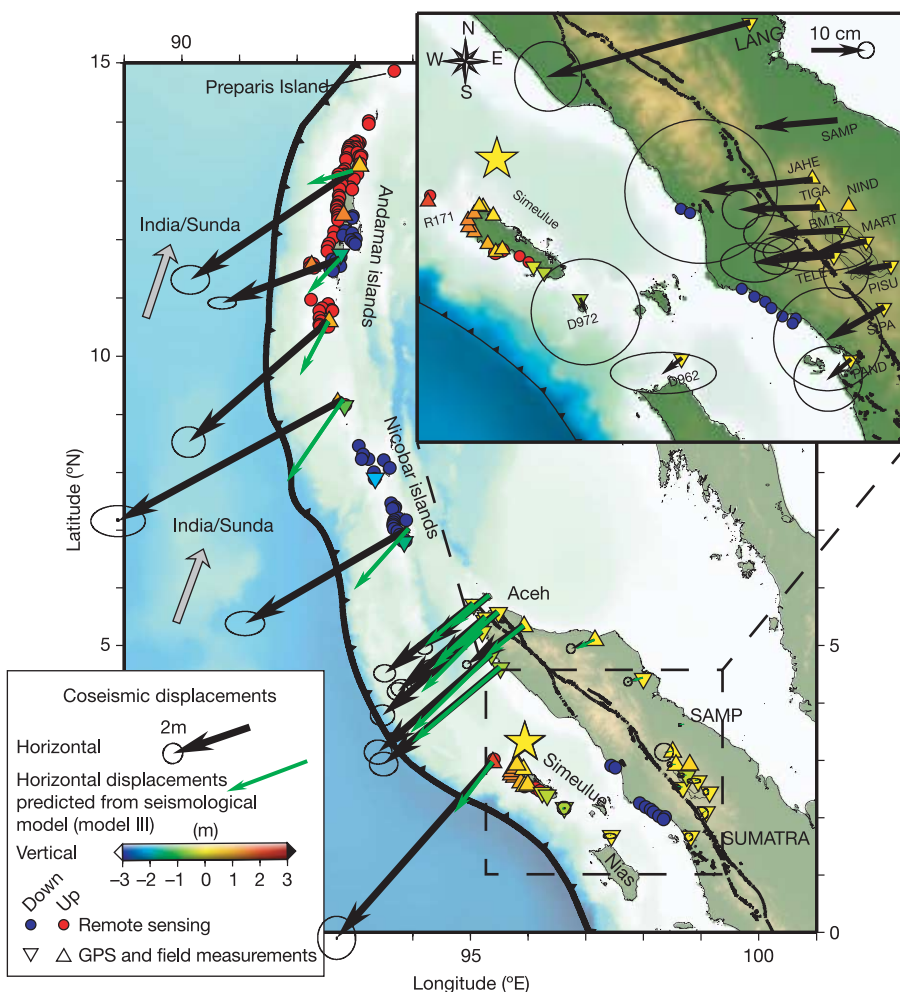 90
15
10
5
0
5
0
95
100
Latitude (ºN)
Longitude (ºE)
Preparis Island
Andaman islands
India/Sunda
Nicobar islands
India/Sunda
Aceh
SAMP
Simeulue
Nias
SUMATRA
N
W E
S
10 cm
LANG
SAMP
JAHE
TIGA
NIND
BM12
MART
TELE
PISU
SIPA
PAND
R171
Simeulue
D972
D962
Coseismic displacements
2m
Horizontal
Horizontal displacements
predicted from seismological
model (model III)
(m)
Vertical
−3 −2 −1 0 1 2 3
Down
Up
Remote sensing
GPS and field measurements